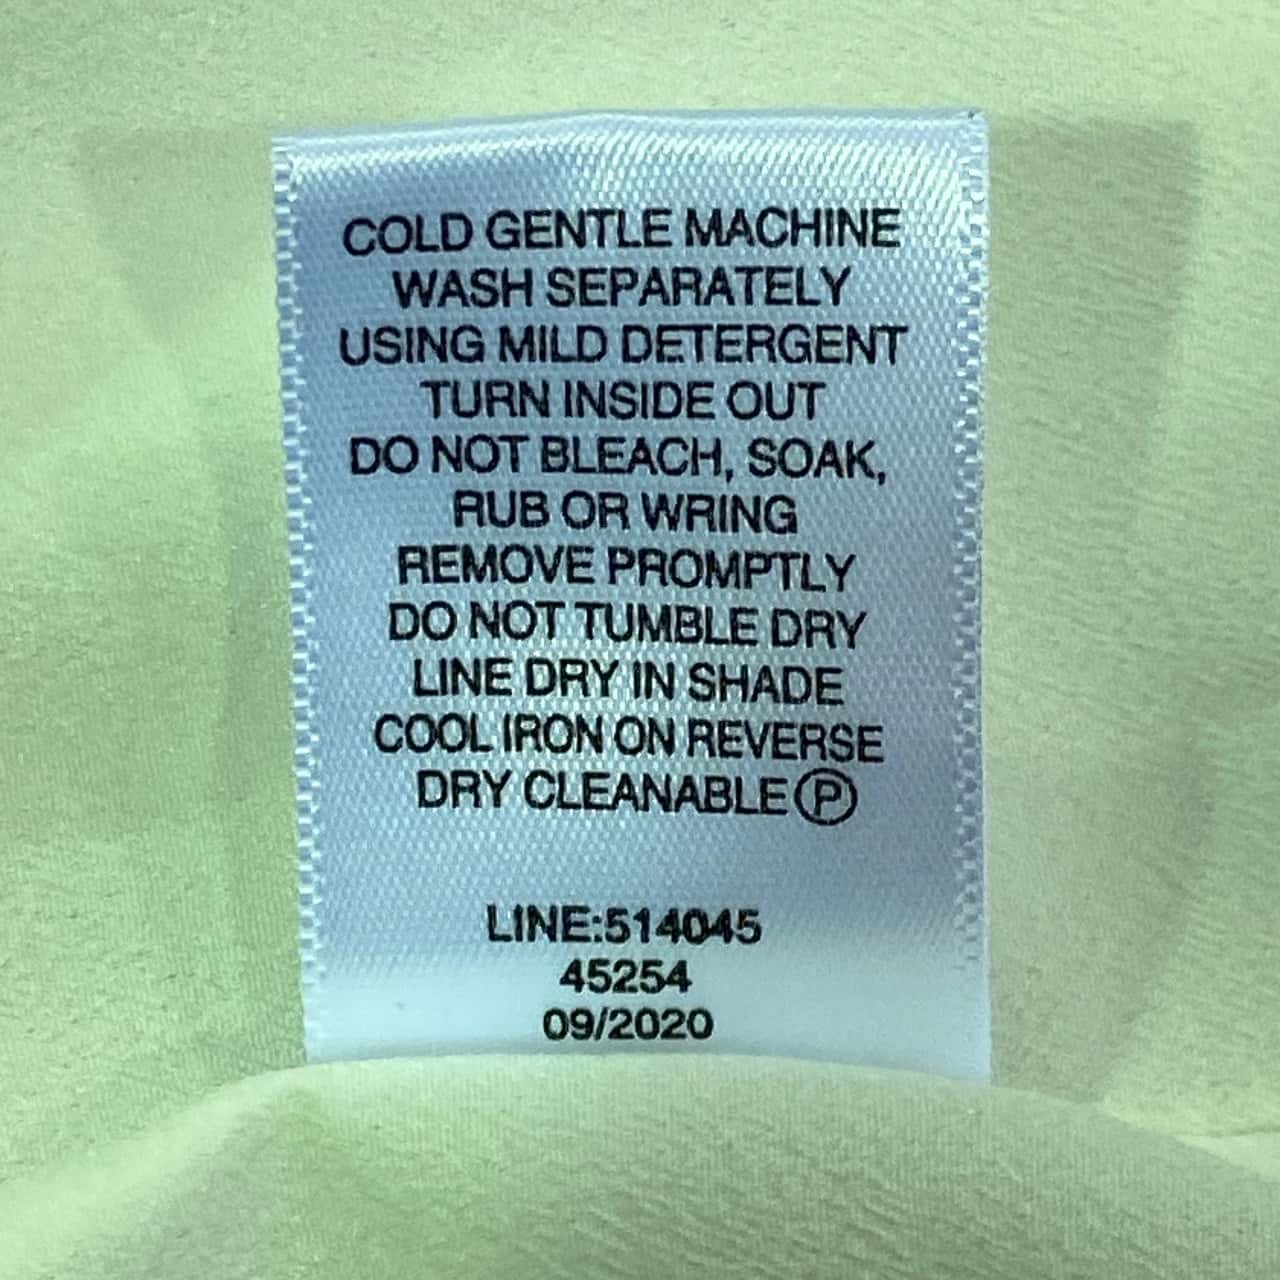 COLD GENTLE MACHINE
WASH SEPARATELY
USING MILD DETERGENT
TURN INSIDE OUT
DO NOT BLEACH, SOAK,
RUB OR WRING
REMOVE PROMPTLY
DO NOT TUMBLE DRY
LINE DRY IN SHADE
COOL IRON ON REVERSE
DRY CLEANABLE Ⓟ
LINE:514045
45254
09/2020